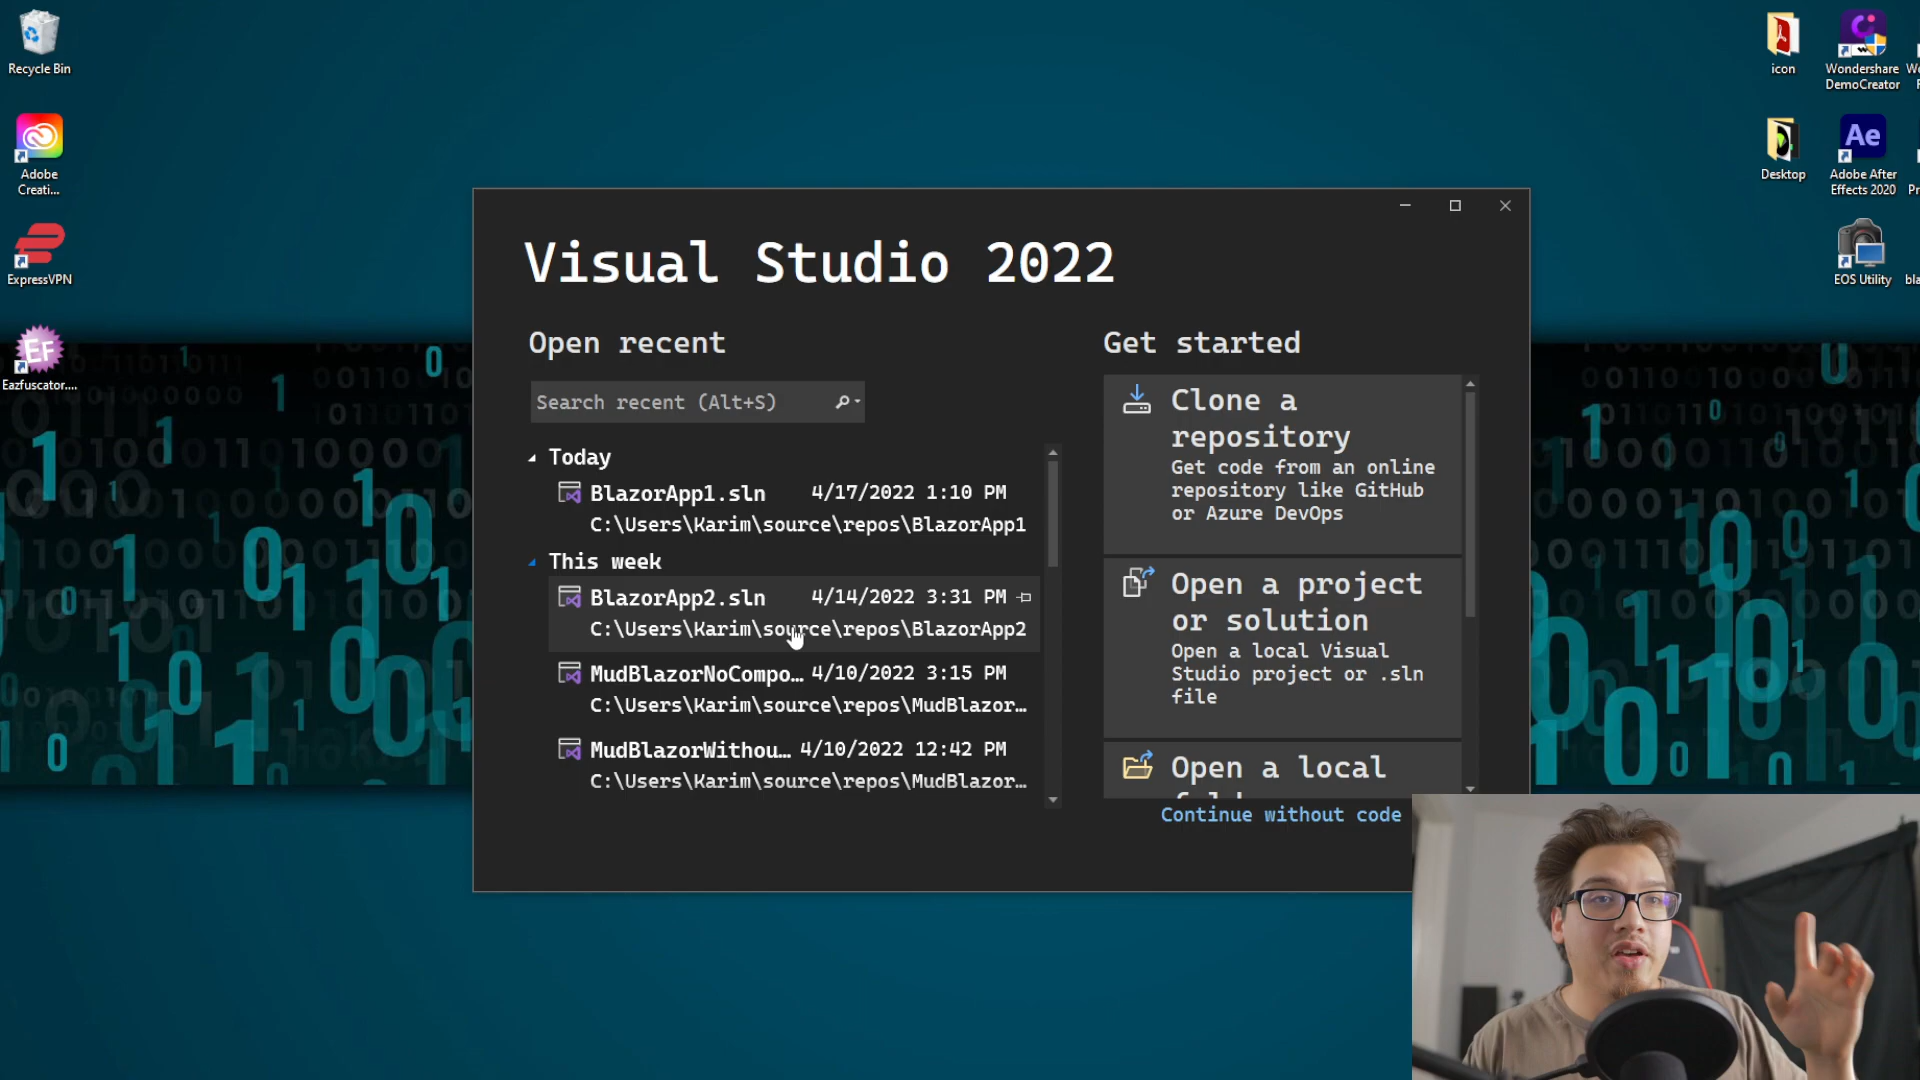 Recycle Bin
Adobe
Creati...
ExpressVPN
EF
Eazfuscator....
icon
Wondershare
DemoCreator
Desktop
Ae
Adobe After
Effects 2020
EOS Utility
Visual Studio 2022
Open recent
Search recent (Alt+S)
Today
BlazorApp1.sln 4/17/2022 1:10 PM
C:\Users\Karim\source\repos\BlazorApp1
This week
BlazorApp2.sln 4/14/2022 3:31 PM
C:\Users\Karim\source\repos\BlazorApp2
MudBlazorNoCompo... 4/10/2022 3:15 PM
C:\Users\Karim\source\repos\MudBlazor...
MudBlazorWithou... 4/10/2022 12:42 PM
C:\Users\Karim\source\repos\MudBlazor...
Get started
Clone a
repository
Get code from an online
repository like GitHub
or Azure DevOps
Open a project
or solution
Open a local Visual
Studio project or .sln
file
Open a local
Continue without code